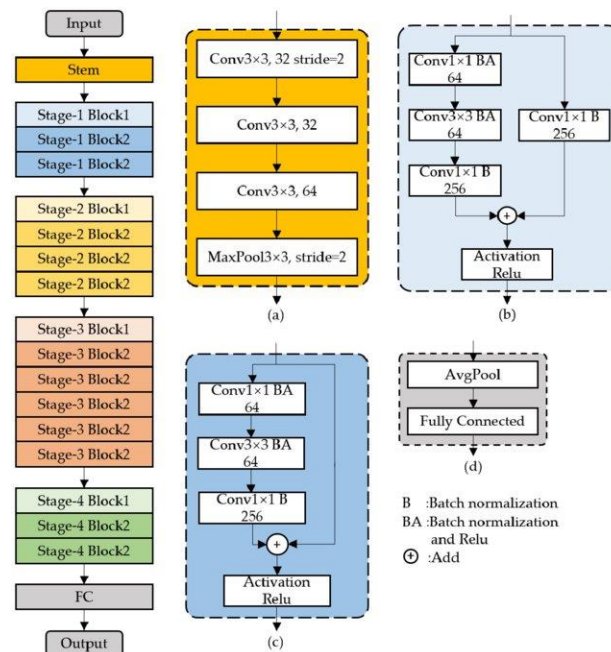 Input
Stem
Stage-1 Block1
Stage-1 Block2
Stage-1 Block2
Stage-2 Block1
Stage-2 Block2
Stage-2 Block2
Stage-2 Block2
Stage-3 Block1
Stage-3 Block2
Stage-3 Block2
Stage-3 Block2
Stage-3 Block2
Stage-3 Block2
Stage-4 Block1
Stage-4 Block2
Stage-4 Block2
FC
Output
Conv3×3, 32 stride=2
Conv3×3, 32
Conv3×3, 64
MaxPool3×3, stride=2
(a)
Conv1×1 BA
64
Conv3×3 BA
64
Conv1×1 B
256
Conv1×1 B
256
+
Activation
Relu
(b)
Conv1×1 BA
64
Conv3×3 BA
64
Conv1×1 B
256
+
Activation
Relu
(c)
AvgPool
Fully Connected
(d)
B :Batch normalization
BA :Batch normalization
and Relu
+ :Add